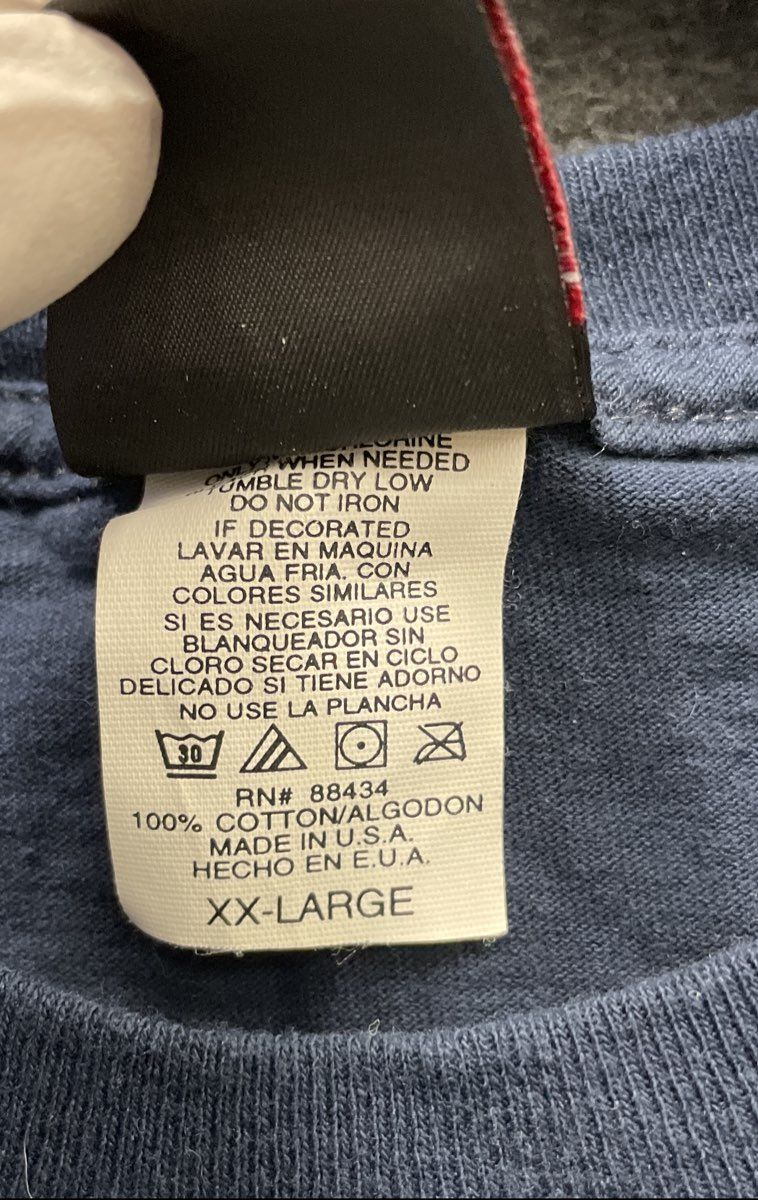 WHEN NEEDED
TUMBLE DRY LOW
DO NOT IRON
IF DECORATED
LAVAR EN MAQUINA
AGUA FRIA. CON
COLORES SIMILARES
SI ES NECESARIO USE
BLANQUEADOR SIN
CLORO SECAR EN CICLO
DELICADO SI TIENE ADORNO
NO USE LA PLANCHA
30
RN# 88434
100% COTTON/ALGODON
MADE IN U.S.A.
HECHO EN E.U.A.
XX-LARGE